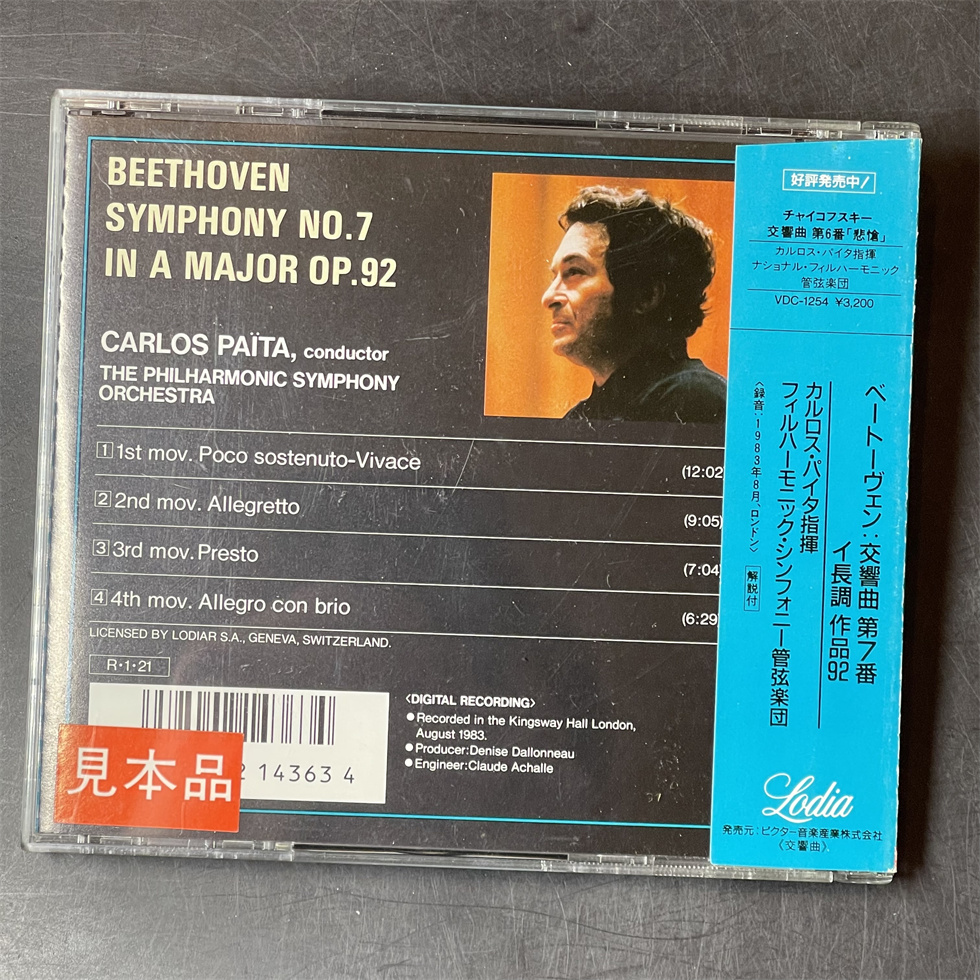 BEETHOVEN
SYMPHONY NO.7
IN A MAJOR OP.92
CARLOS PAÏTA, conductor
THE PHILHARMONIC SYMPHONY
ORCHESTRA
1 1st mov. Poco sostenuto-Vivace (12:02)
2 2nd mov. Allegretto (9:05)
3 3rd mov. Presto (7:04)
4 4th mov. Allegro con brio (6:29)
LICENSED BY LODIAR S.A., GENEVA, SWITZERLAND.
R・1・21
2 14363 4
見本品
〈DIGITAL RECORDING〉
●Recorded in the Kingsway Hall London,
August 1983.
●Producer:Denise Dallonneau
●Engineer:Claude Achalle
好評発売中!
チャイコフスキー
交響曲 第6番「悲愴」
カルロス・パイタ指揮
ナショナル・フィルハーモニック
管弦楽団
VDC-1254 ¥3,200
ベートーヴェン:交響曲 第7番
イ長調 作品92
カルロス・パイタ指揮
フィルハーモニック・シンフォニー管弦楽団
〈録音:1983年8月、ロンドン〉 解説付
Lodia
発売元:ビクター音楽産業株式会社
〈交響曲〉